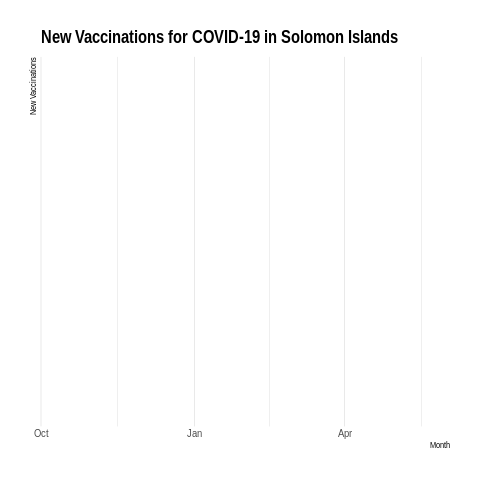 New Vaccinations for COVID-19 in Solomon Islands
New Vaccinations
Oct
Jan
Apr
Month